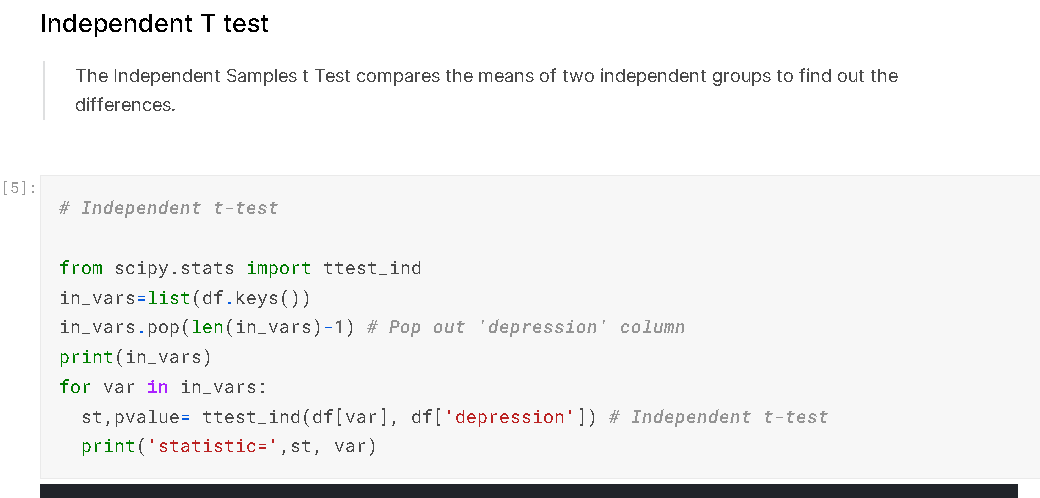 Independent T test
The Independent Samples t Test compares the means of two independent groups to find out the
differences.
[5]:
# Independent t-test
from scipy.stats import ttest_ind
in_vars=list(df.keys())
in_vars.pop(len(in_vars)-1) # Pop out 'depression' column
print(in_vars)
for var in in_vars:
  st,pvalue= ttest_ind(df[var], df['depression']) # Independent t-test
  print('statistic=',st, var)